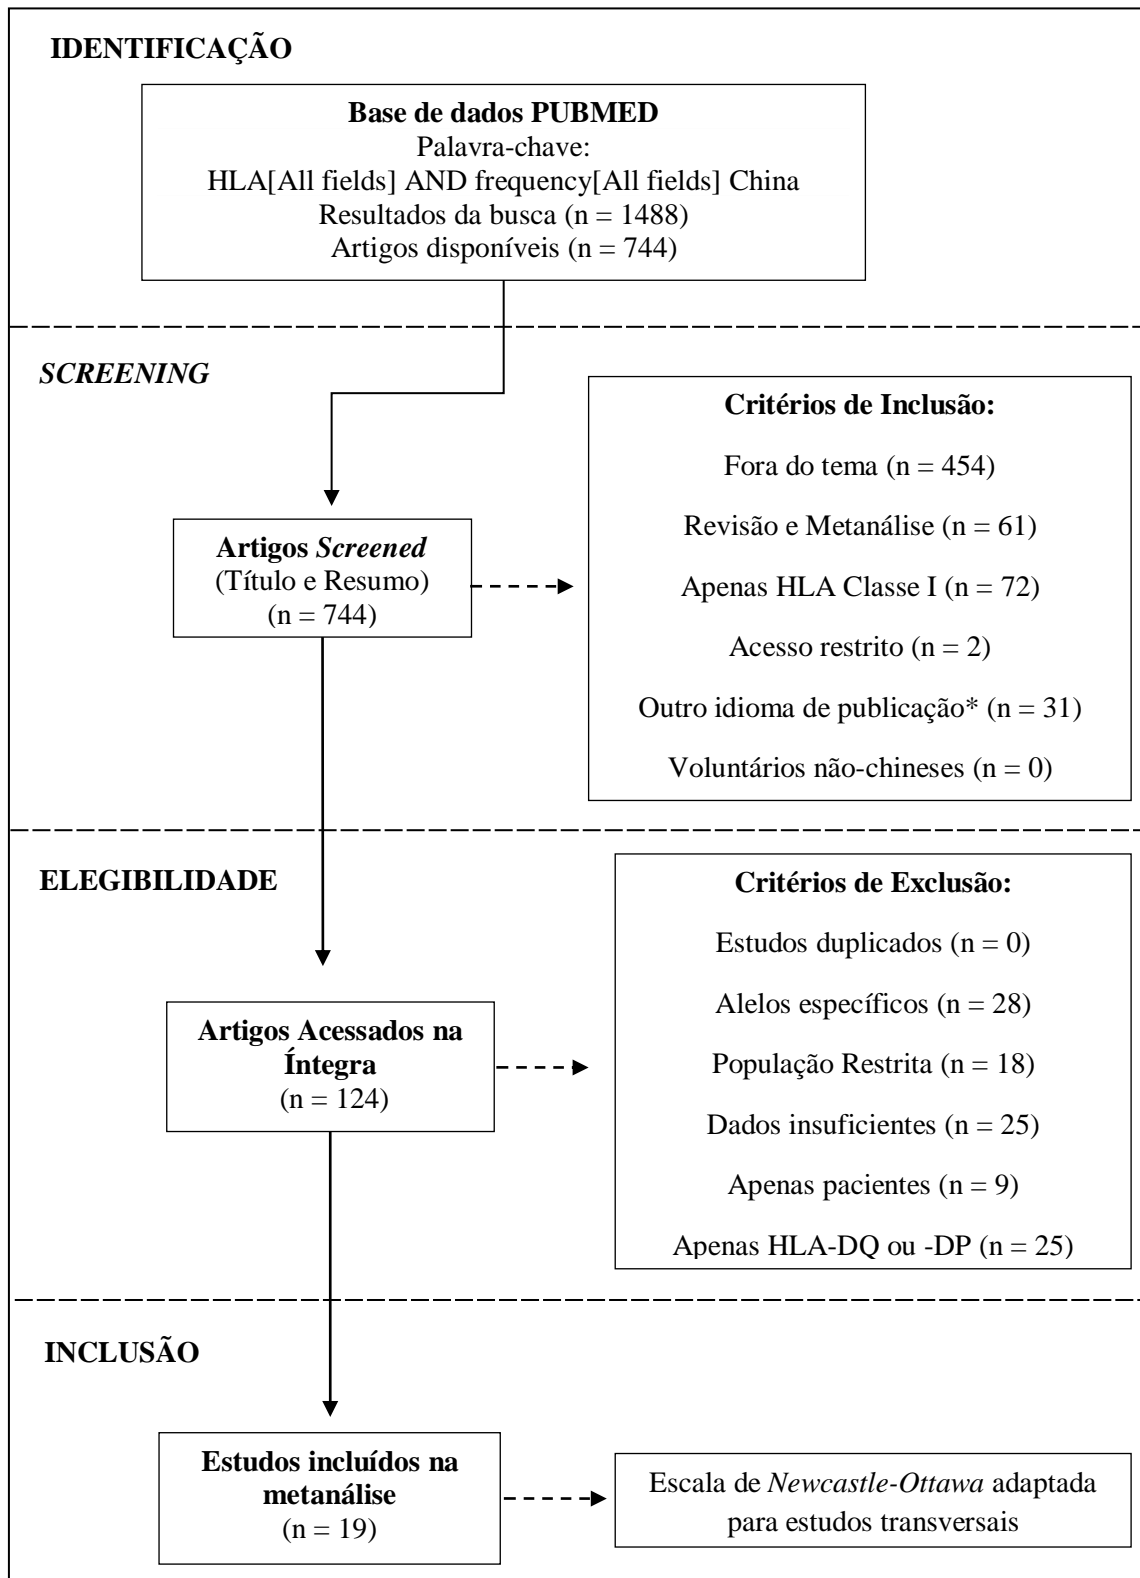 IDENTIFICAÇÃO
Base de dados PUBMED
Palavra-chave:
HLA[All fields] AND frequency[All fields] China
Resultados da busca (n = 1488)
Artigos disponíveis (n = 744)
SCREENING
Critérios de Inclusão:
Fora do tema (n = 454)
Revisão e Metanálise (n = 61)
Apenas HLA Classe I (n = 72)
Acesso restrito (n = 2)
Outro idioma de publicação* (n = 31)
Voluntários não-chineses (n = 0)
Artigos Screened
(Título e Resumo)
(n = 744)
ELEGIBILIDADE
Critérios de Exclusão:
Estudos duplicados (n = 0)
Alelos específicos (n = 28)
População Restrita (n = 18)
Dados insuficientes (n = 25)
Apenas pacientes (n = 9)
Apenas HLA-DQ ou -DP (n = 25)
Artigos Acessados na
Íntegra
(n = 124)
INCLUSÃO
Estudos incluídos na
metanálise
(n = 19)
Escala de Newcastle-Ottawa adaptada
para estudos transversais